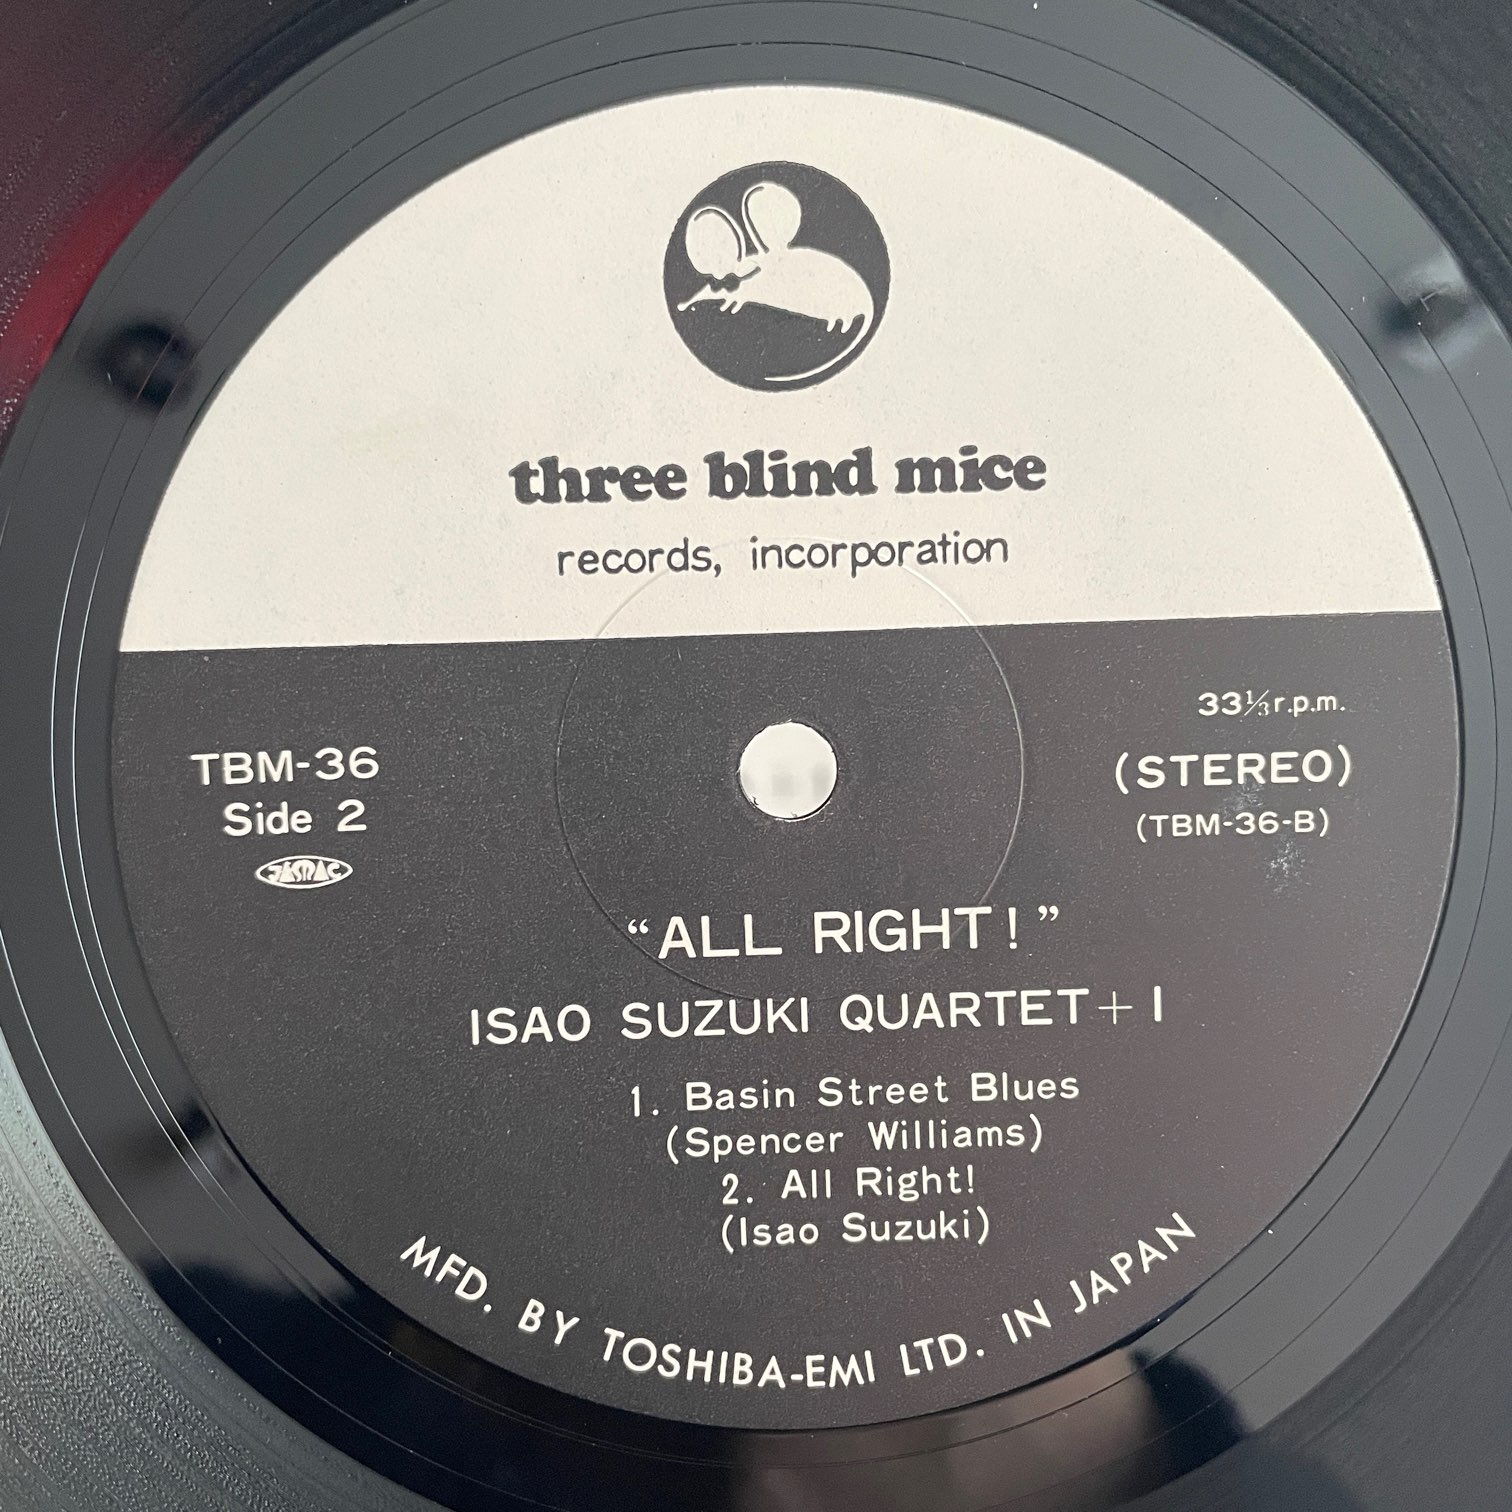 three blind mice
records, incorporation
33⅓ r.p.m.
TBM-36
(STEREO)
Side 2
(TBM-36-B)
JASRAC
“ALL RIGHT!”
ISAO SUZUKI QUARTET+1
1. Basin Street Blues
(Spencer Williams)
2. All Right!
(Isao Suzuki)
MFD. BY TOSHIBA-EMI LTD. IN JAPAN